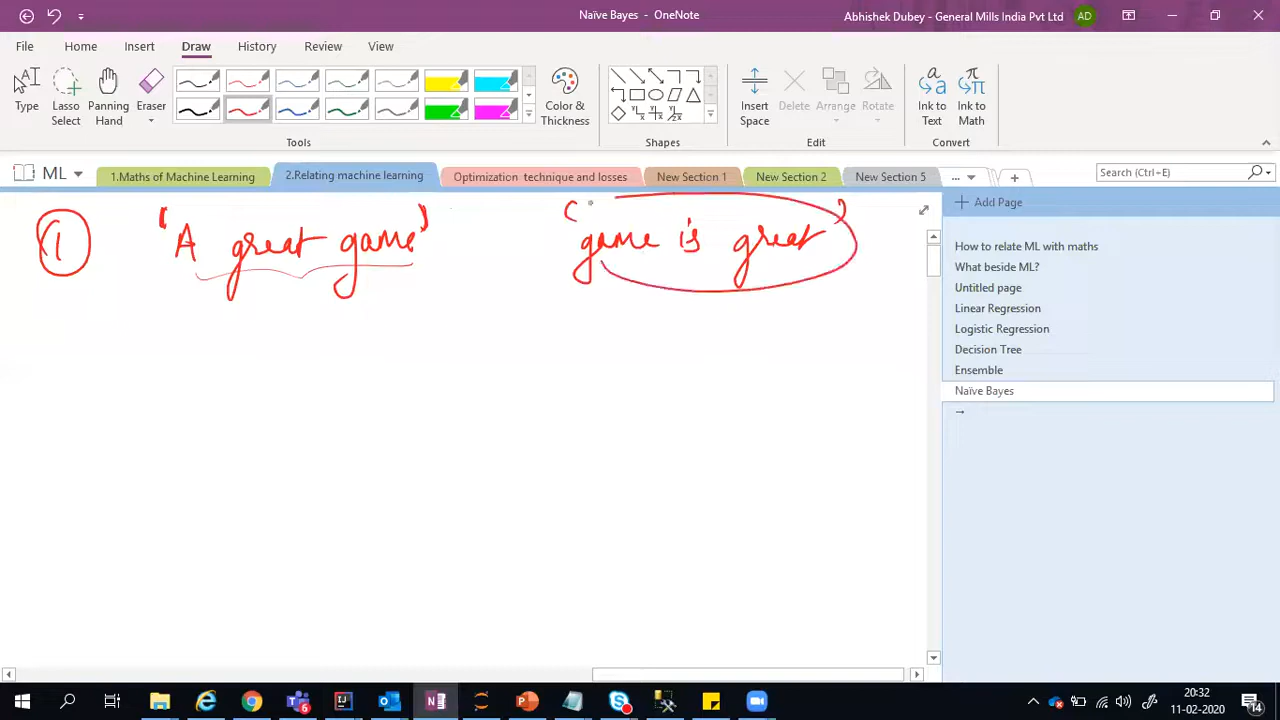 Naïve Bayes - OneNote
Abhishek Dubey - General Mills India Pvt Ltd AD
File Home Insert Draw History Review View
Type Lasso Select Panning Hand Eraser
Color & Thickness
Insert Space Delete Arrange Rotate
Ink to Text Ink to Math
Tools Shapes Edit Convert
ML 1.Maths of Machine Learning 2.Relating machine learning Optimization technique and losses New Section 1 New Section 2 New Section 5 ... Search (Ctrl+E)
Add Page
① "A great game" game is great
How to relate ML with maths
What beside ML?
Untitled page
Linear Regression
Logistic Regression
Decision Tree
Ensemble
Naïve Bayes
→
20:32
11-02-2020
14